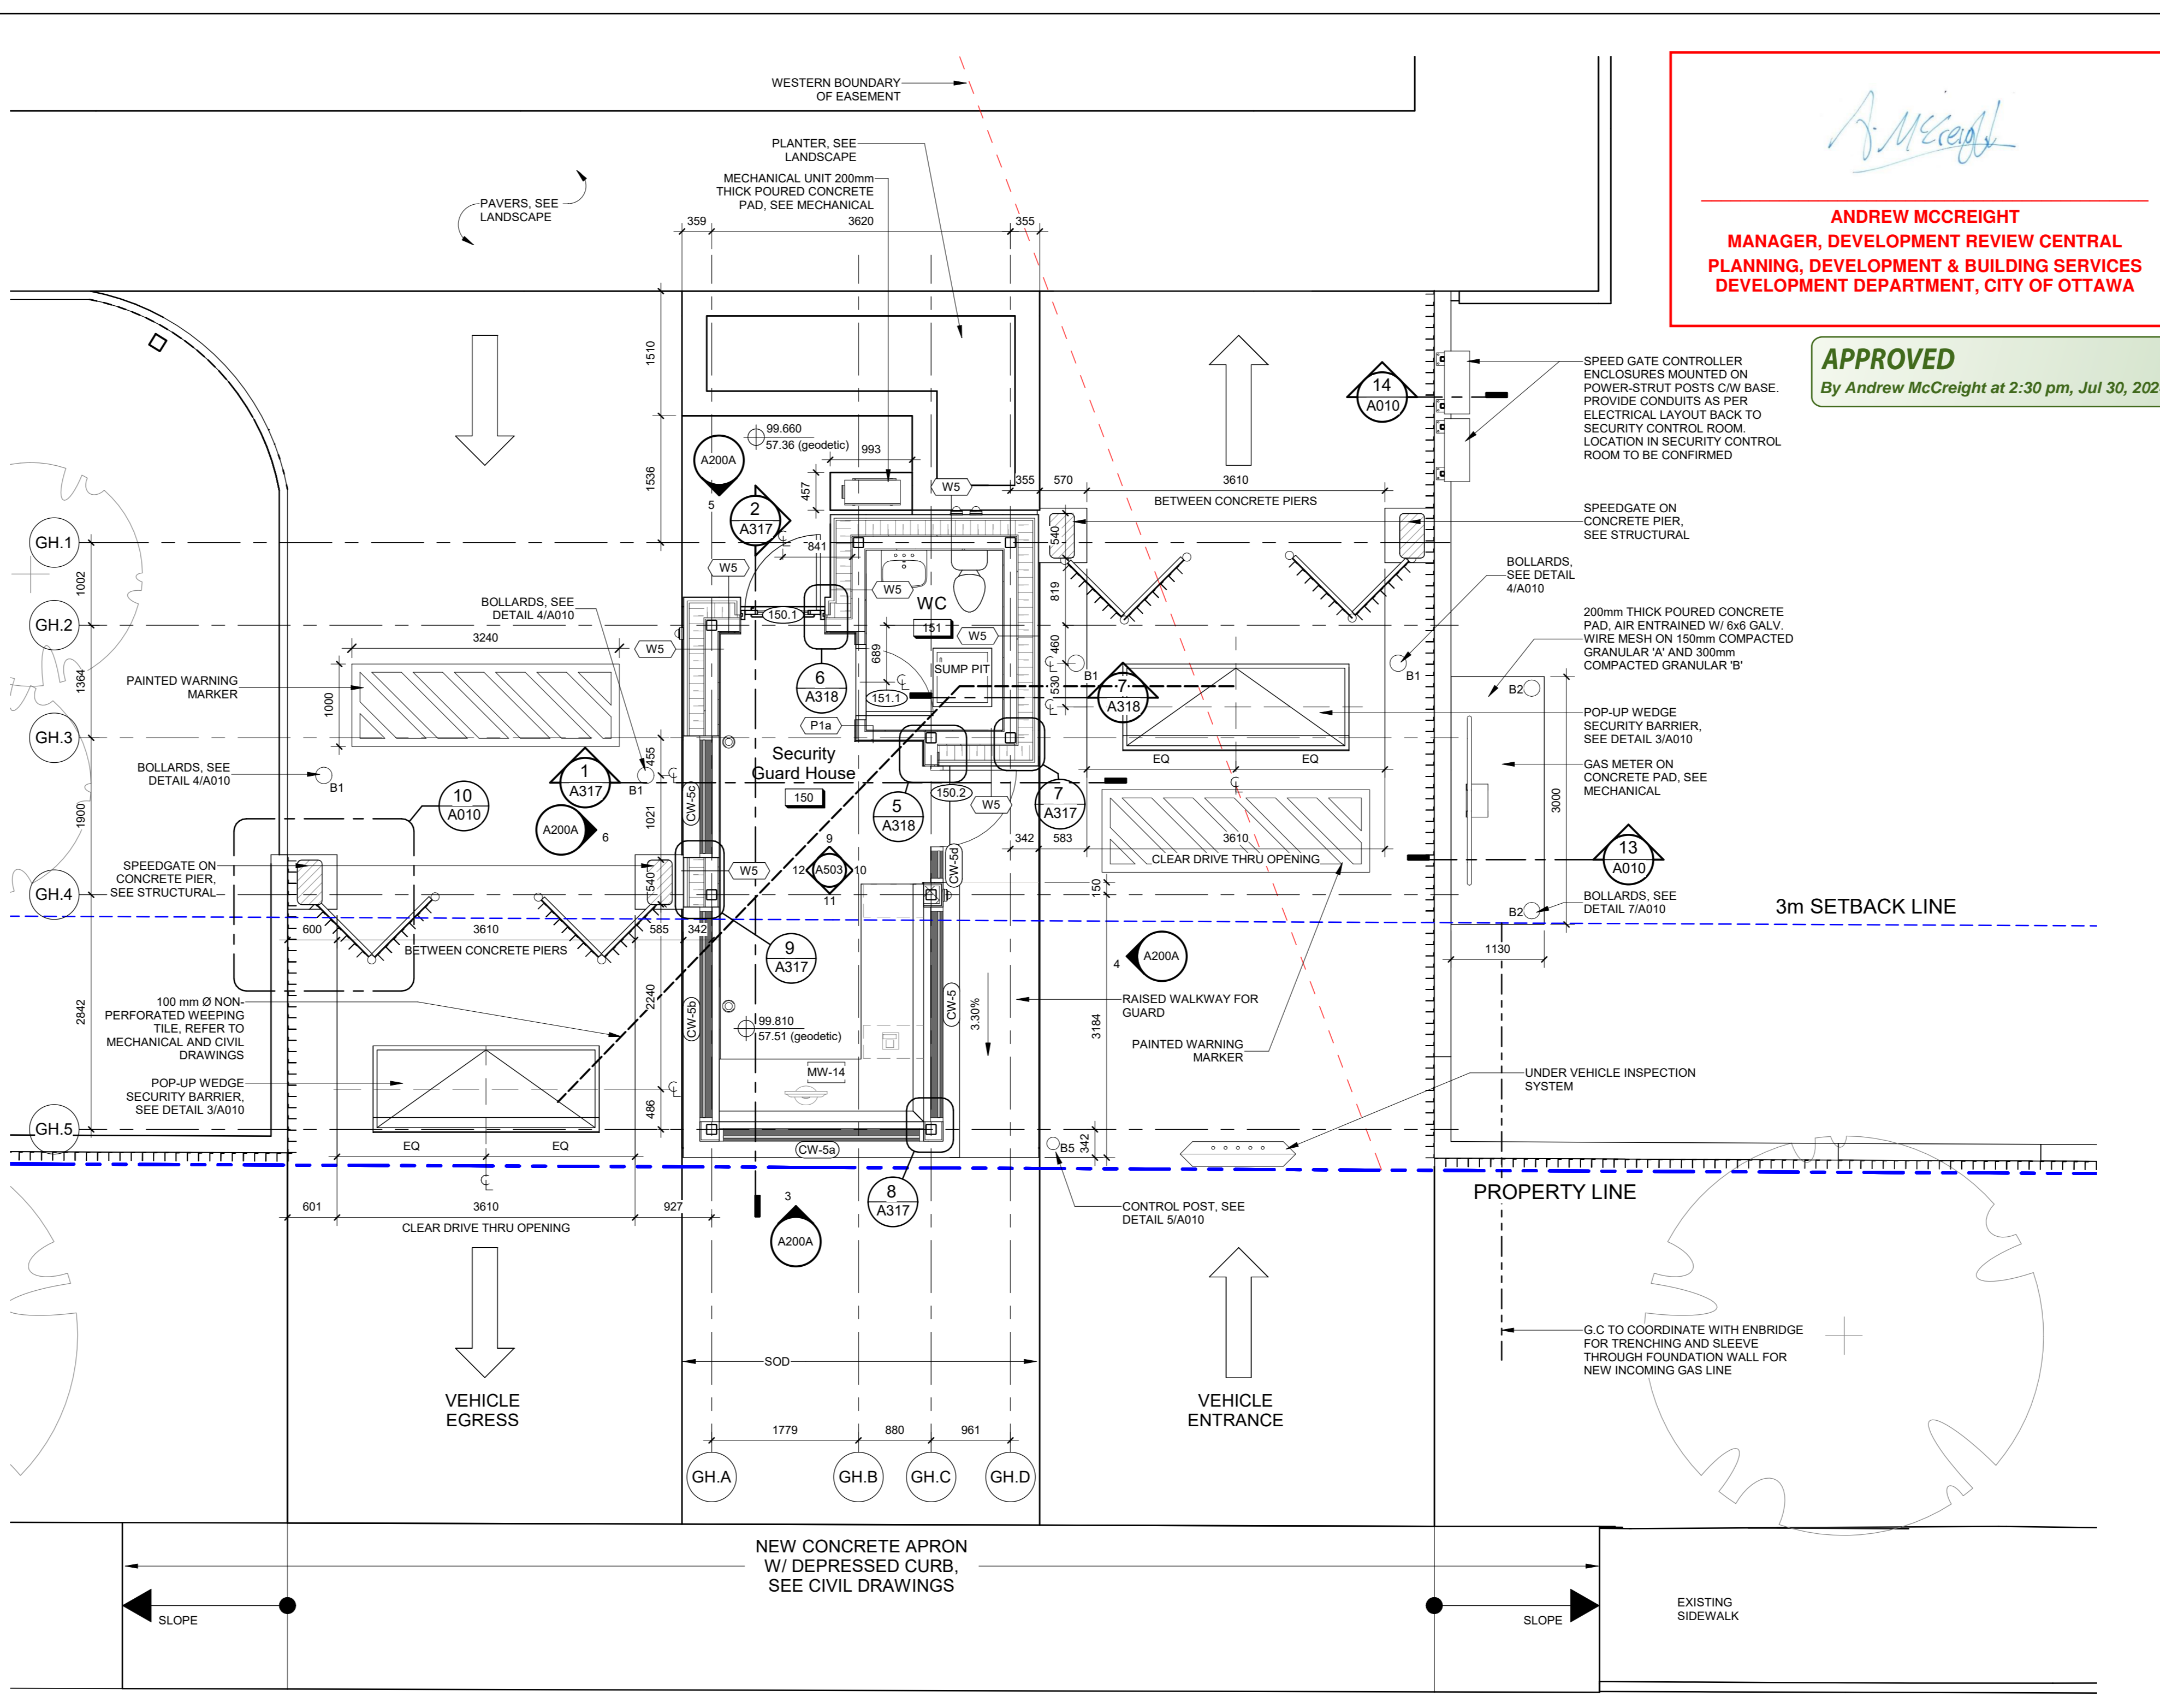 WESTERN BOUNDARY
OF EASEMENT
PLANTER, SEE
LANDSCAPE
MECHANICAL UNIT 200mm
THICK POURED CONCRETE
PAD, SEE MECHANICAL
PAVERS, SEE
LANDSCAPE
359
3620
355
A. McCreight
ANDREW MCCREIGHT
MANAGER, DEVELOPMENT REVIEW CENTRAL
PLANNING, DEVELOPMENT & BUILDING SERVICES
DEVELOPMENT DEPARTMENT, CITY OF OTTAWA
APPROVED
By Andrew McCreight at 2:30 pm, Jul 30, 202
SPEED GATE CONTROLLER
ENCLOSURES MOUNTED ON
POWER-STRUT POSTS C/W BASE.
PROVIDE CONDUITS AS PER
ELECTRICAL LAYOUT BACK TO
SECURITY CONTROL ROOM.
LOCATION IN SECURITY CONTROL
ROOM TO BE CONFIRMED
14
A010
1510
1536
99.660
57.36 (geodetic)
993
457
A200A
5
2
A317
841
W5
355
570
3610
BETWEEN CONCRETE PIERS
SPEEDGATE ON
CONCRETE PIER,
SEE STRUCTURAL
540
819
460
530
BOLLARDS,
SEE DETAIL
4/A010
GH.1
1002
GH.2
1364
GH.3
1900
GH.4
2842
GH.5
W5
W5
WC
151
W5
SUMP PIT
150.1
689
151.1
P1a
6
A318
BOLLARDS, SEE
DETAIL 4/A010
3240
W5
PAINTED WARNING
MARKER
1000
B1
B1
7
A318
200mm THICK POURED CONCRETE
PAD, AIR ENTRAINED W/ 6x6 GALV.
WIRE MESH ON 150mm COMPACTED
GRANULAR 'A' AND 300mm
COMPACTED GRANULAR 'B'
B2
POP-UP WEDGE
SECURITY BARRIER,
SEE DETAIL 3/A010
EQ
EQ
GAS METER ON
CONCRETE PAD, SEE
MECHANICAL
3000
BOLLARDS, SEE
DETAIL 4/A010
B1
B1
455
1021
1
A317
10
A010
A200A
6
Security
Guard House
150
CW-5c
5
A318
150.2
W5
7
A317
342
583
3610
CLEAR DRIVE THRU OPENING
13
A010
BOLLARDS, SEE
DETAIL 7/A010
B2
3m SETBACK LINE
1130
SPEEDGATE ON
CONCRETE PIER,
SEE STRUCTURAL
540
W5
9
12
A503
10
11
CW-5d
150
600
3610
585
342
BETWEEN CONCRETE PIERS
9
A317
4
A200A
100 mm Ø NON-
PERFORATED WEEPING
TILE, REFER TO
MECHANICAL AND CIVIL
DRAWINGS
2240
CW-5b
99.810
57.51 (geodetic)
MW-14
CW-5
3.30%
RAISED WALKWAY FOR
GUARD
3184
PAINTED WARNING
MARKER
UNDER VEHICLE INSPECTION
SYSTEM
POP-UP WEDGE
SECURITY BARRIER,
SEE DETAIL 3/A010
486
EQ
EQ
CW-5a
B5
342
PROPERTY LINE
601
3610
927
CLEAR DRIVE THRU OPENING
3
A200A
8
A317
CONTROL POST, SEE
DETAIL 5/A010
G.C TO COORDINATE WITH ENBRIDGE
FOR TRENCHING AND SLEEVE
THROUGH FOUNDATION WALL FOR
NEW INCOMING GAS LINE
SOD
VEHICLE
EGRESS
VEHICLE
ENTRANCE
1779
880
961
GH.A
GH.B
GH.C
GH.D
NEW CONCRETE APRON
W/ DEPRESSED CURB,
SEE CIVIL DRAWINGS
SLOPE
SLOPE
EXISTING
SIDEWALK